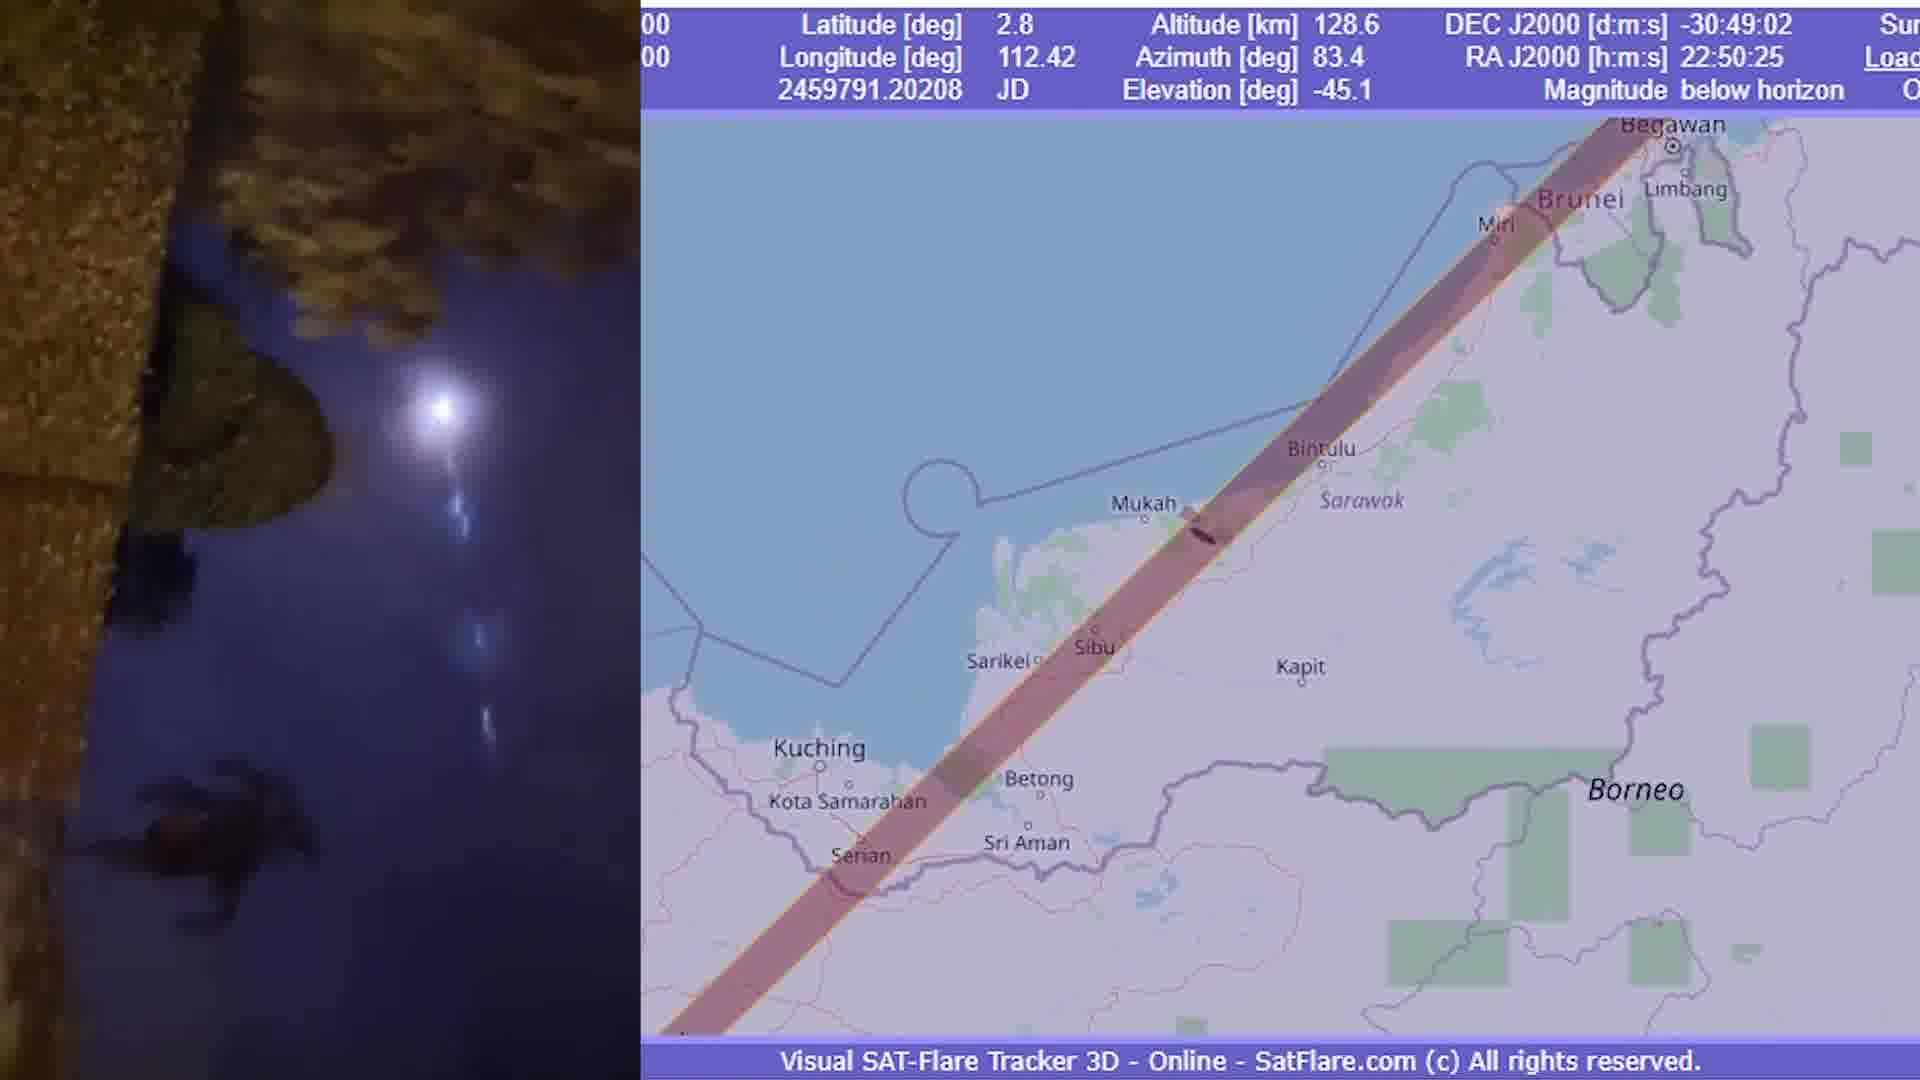 00 Latitude [deg] 2.8 Altitude [km] 128.6 DEC J2000 [d:m:s] -30:49:02
00 Longitude [deg] 112.42 Azimuth [deg] 83.4 RA J2000 [h:m:s] 22:50:25
2459791.20208 JD Elevation [deg] -45.1 Magnitude below horizon
Begawan
Limbang
Brunei
Miri
Bintulu
Mukah
Sarawak
Sibu
Sarikei
Kapit
Kuching
Betong
Borneo
Kota Samarahan
Sri Aman
Serian
Visual SAT-Flare Tracker 3D - Online - SatFlare.com (c) All rights reserved.